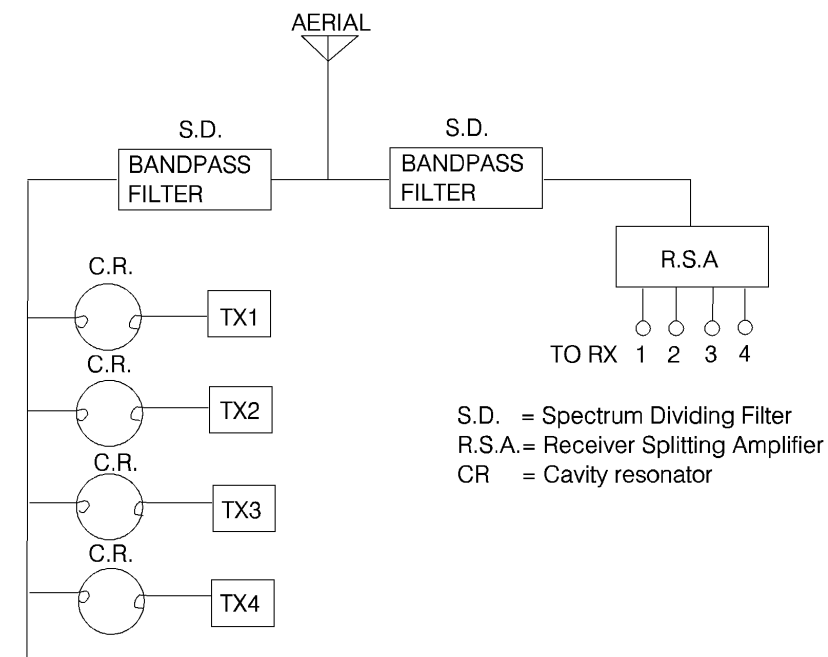 AERIAL
S.D.
BANDPASS
FILTER
S.D.
BANDPASS
FILTER
R.S.A
TO RX 1 2 3 4
C.R.
TX1
C.R.
TX2
C.R.
TX3
C.R.
TX4
S.D. = Spectrum Dividing Filter
R.S.A.= Receiver Splitting Amplifier
CR = Cavity resonator